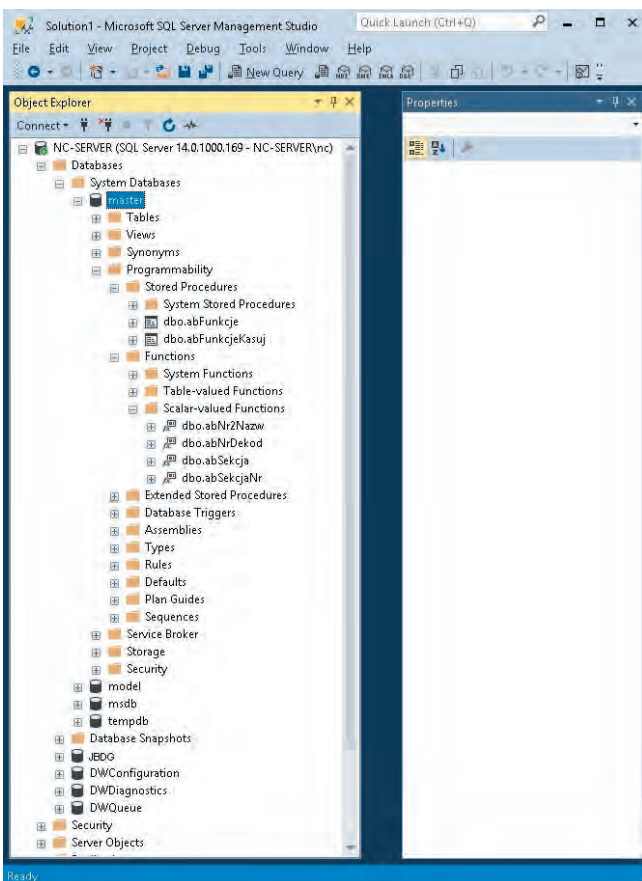 Solution1 - Microsoft SQL Server Management Studio
Quick Launch (Ctrl+Q)
File Edit View Project Debug Tools Window Help
New Query
Object Explorer
Connect
NC-SERVER (SQL Server 14.0.1000.169 - NC-SERVER\nc)
Databases
System Databases
master
Tables
Views
Synonyms
Programmability
Stored Procedures
System Stored Procedures
dbo.abFunkcje
dbo.abFunkcjeKasuj
Functions
System Functions
Table-valued Functions
Scalar-valued Functions
dbo.abNr2Nazw
dbo.abNrDekod
dbo.abSekcja
dbo.abSekcjaNr
Extended Stored Procedures
Database Triggers
Assemblies
Types
Rules
Defaults
Plan Guides
Sequences
Service Broker
Storage
Security
model
msdb
tempdb
Database Snapshots
JBDG
DWConfiguration
DWDiagnostics
DWQueue
Security
Server Objects
Properties
Ready